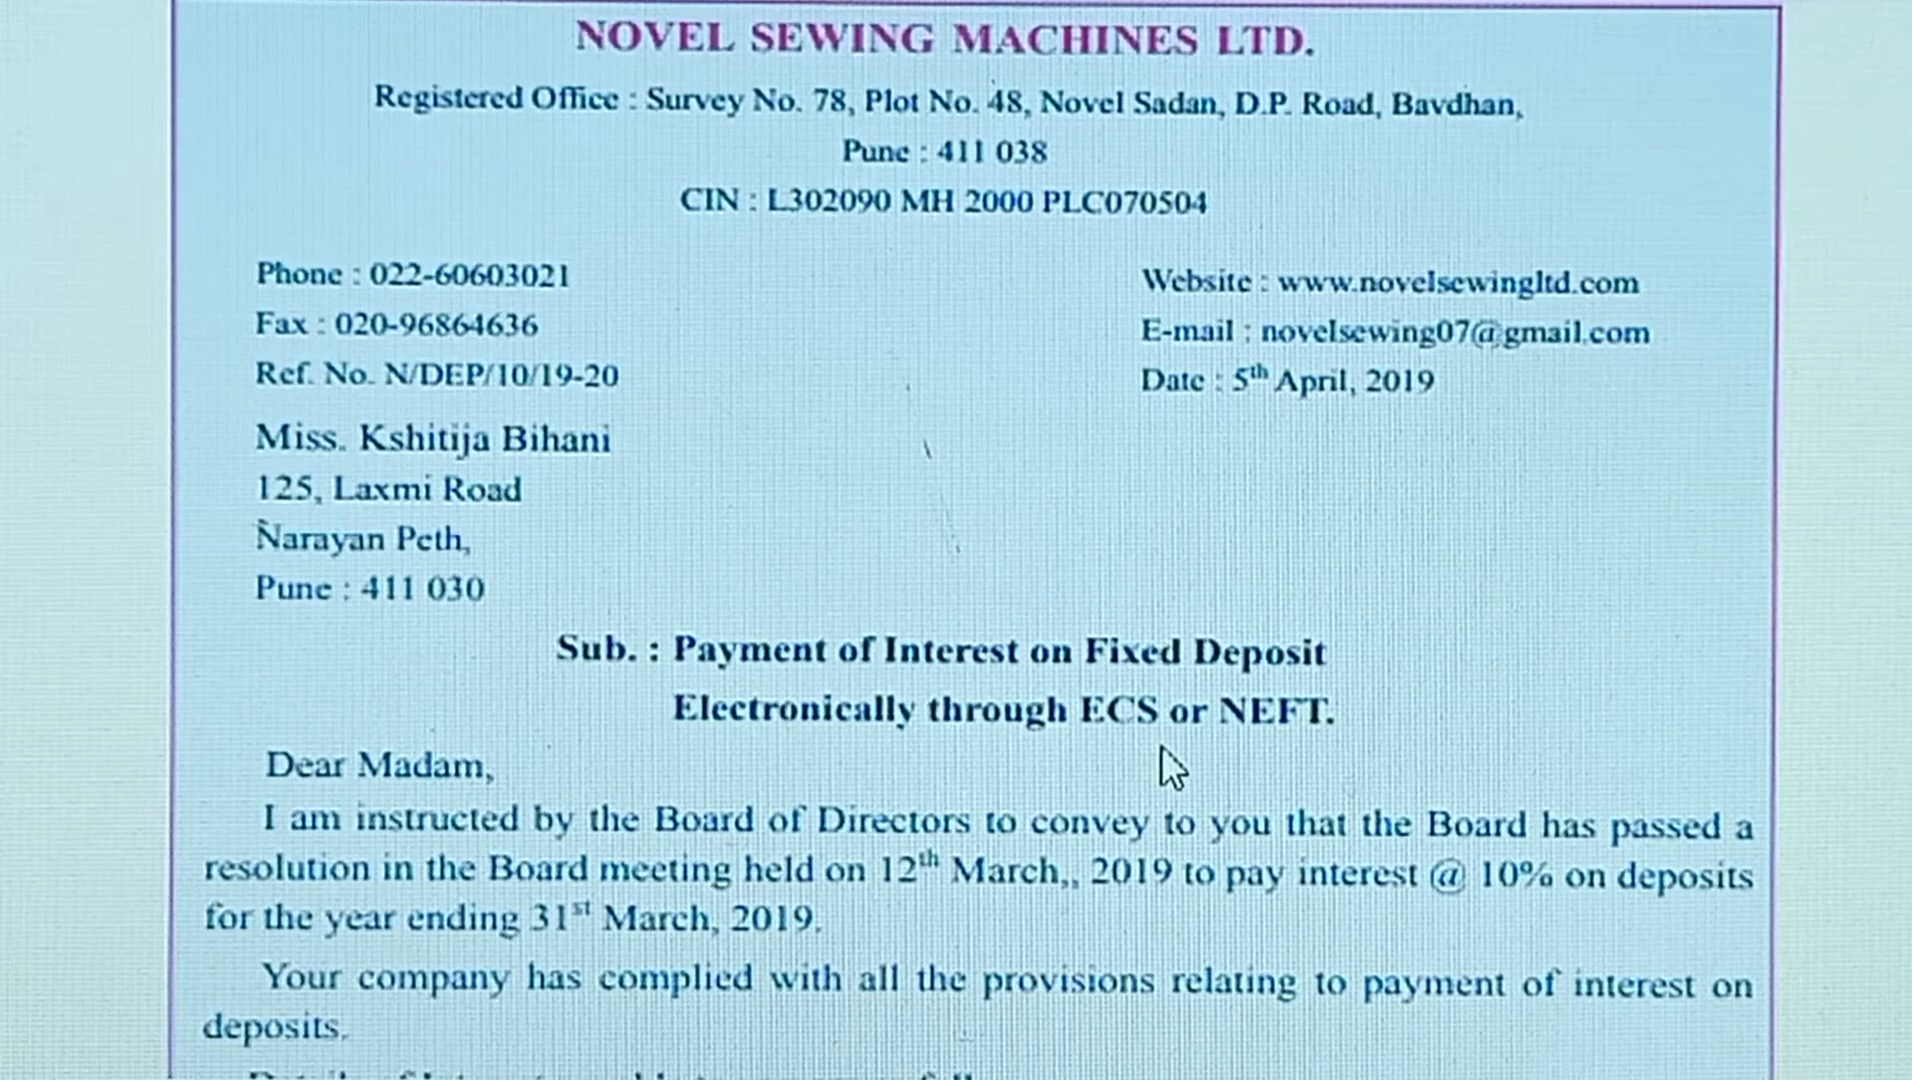 NOVEL SEWING MACHINES LTD.
Registered Office : Survey No. 78, Plot No. 48, Novel Sadan, D.P. Road, Bavdhan,
Pune : 411 038
CIN : L302090 MH 2000 PLC070504
Phone : 022-60603021
Website : www.novelsewingltd.com
Fax : 020-96864636
E-mail : novelsewing07@gmail.com
Ref. No. N/DEP/10/19-20
Date : 5th April, 2019
Miss. Kshitija Bihani
125, Laxmi Road
Narayan Peth,
Pune : 411 030
Sub. : Payment of Interest on Fixed Deposit
Electronically through ECS or NEFT.
Dear Madam,
I am instructed by the Board of Directors to convey to you that the Board has passed a
resolution in the Board meeting held on 12th March,, 2019 to pay interest @ 10% on deposits
for the year ending 31st March, 2019.
Your company has complied with all the provisions relating to payment of interest on
deposits.